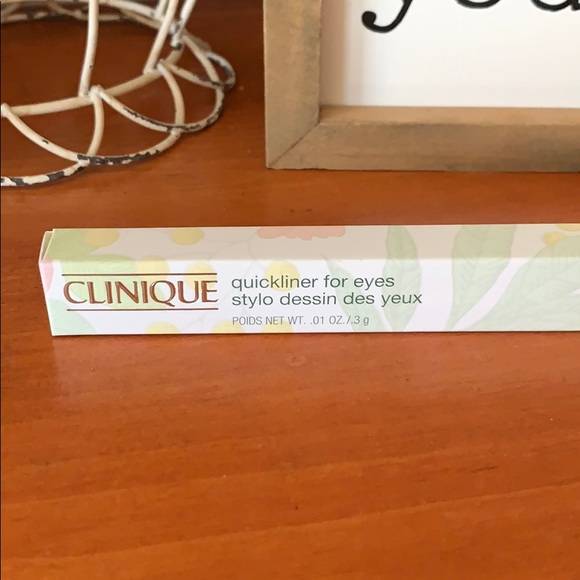 CLINIQUE
quickliner for eyes
stylo dessin des yeux
POIDS NET WT. .01 OZ./.3 g